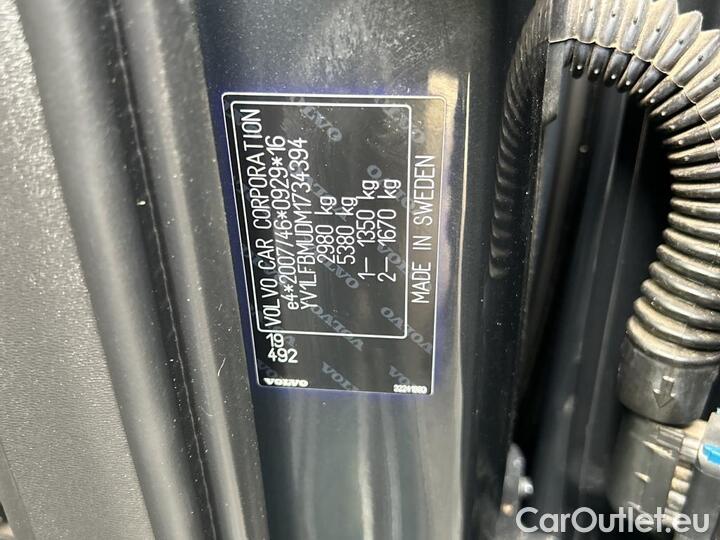 VOLVO CAR CORPORATION
e4*2007/46*0929*16
YV1LFBMUDM1734394
2980 kg
5380 kg
1– 1350 kg
2– 1670 kg
MADE IN SWEDEN
492
VOLVO
CarOutlet.eu